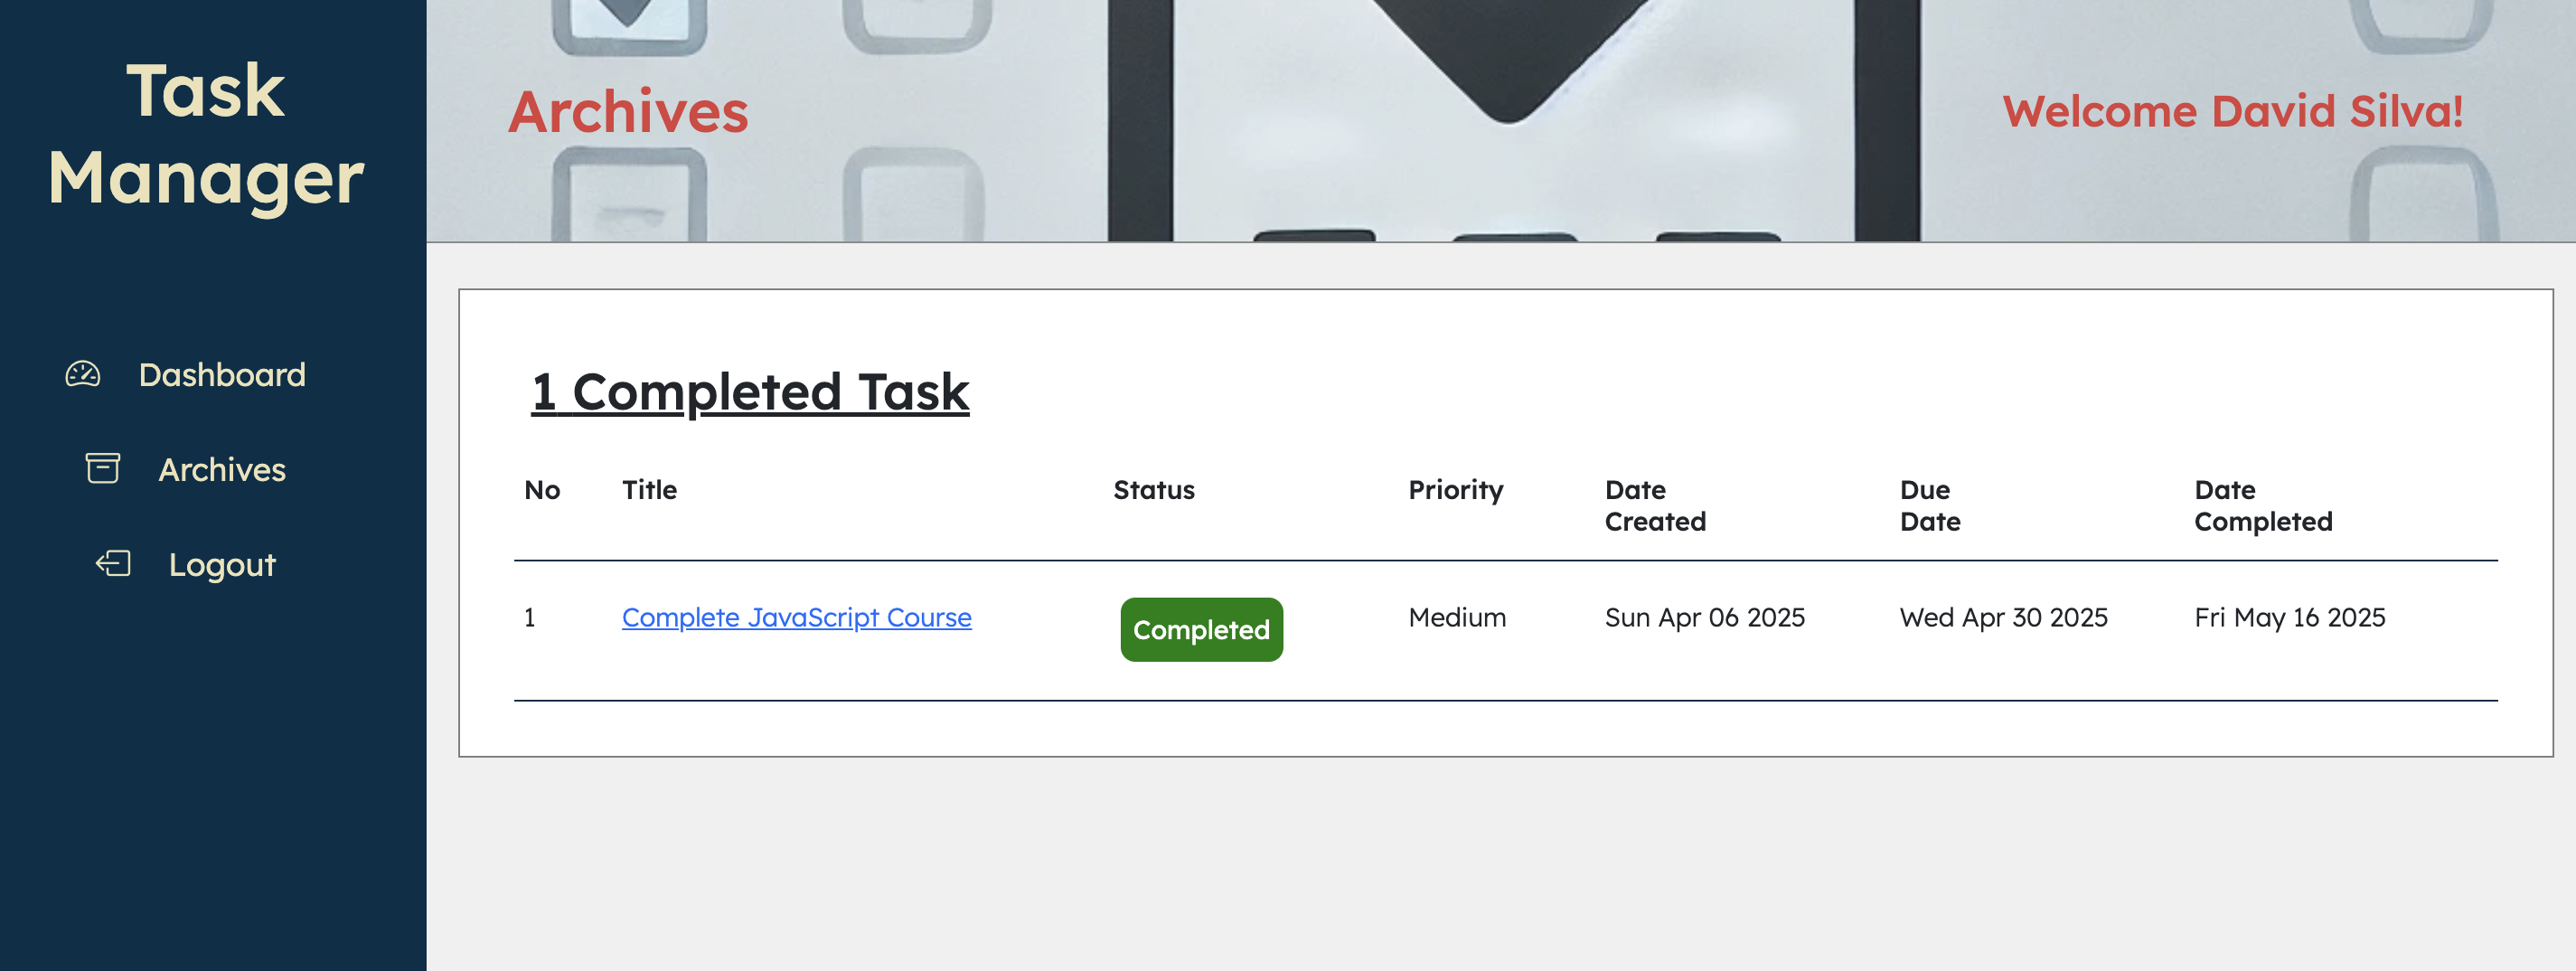 Task
Manager
Dashboard
Archives
Logout
Archives
Welcome David Silva!
1 Completed Task
No Title Status Priority Date Created Due Date Date Completed
1 Complete JavaScript Course Completed Medium Sun Apr 06 2025 Wed Apr 30 2025 Fri May 16 2025